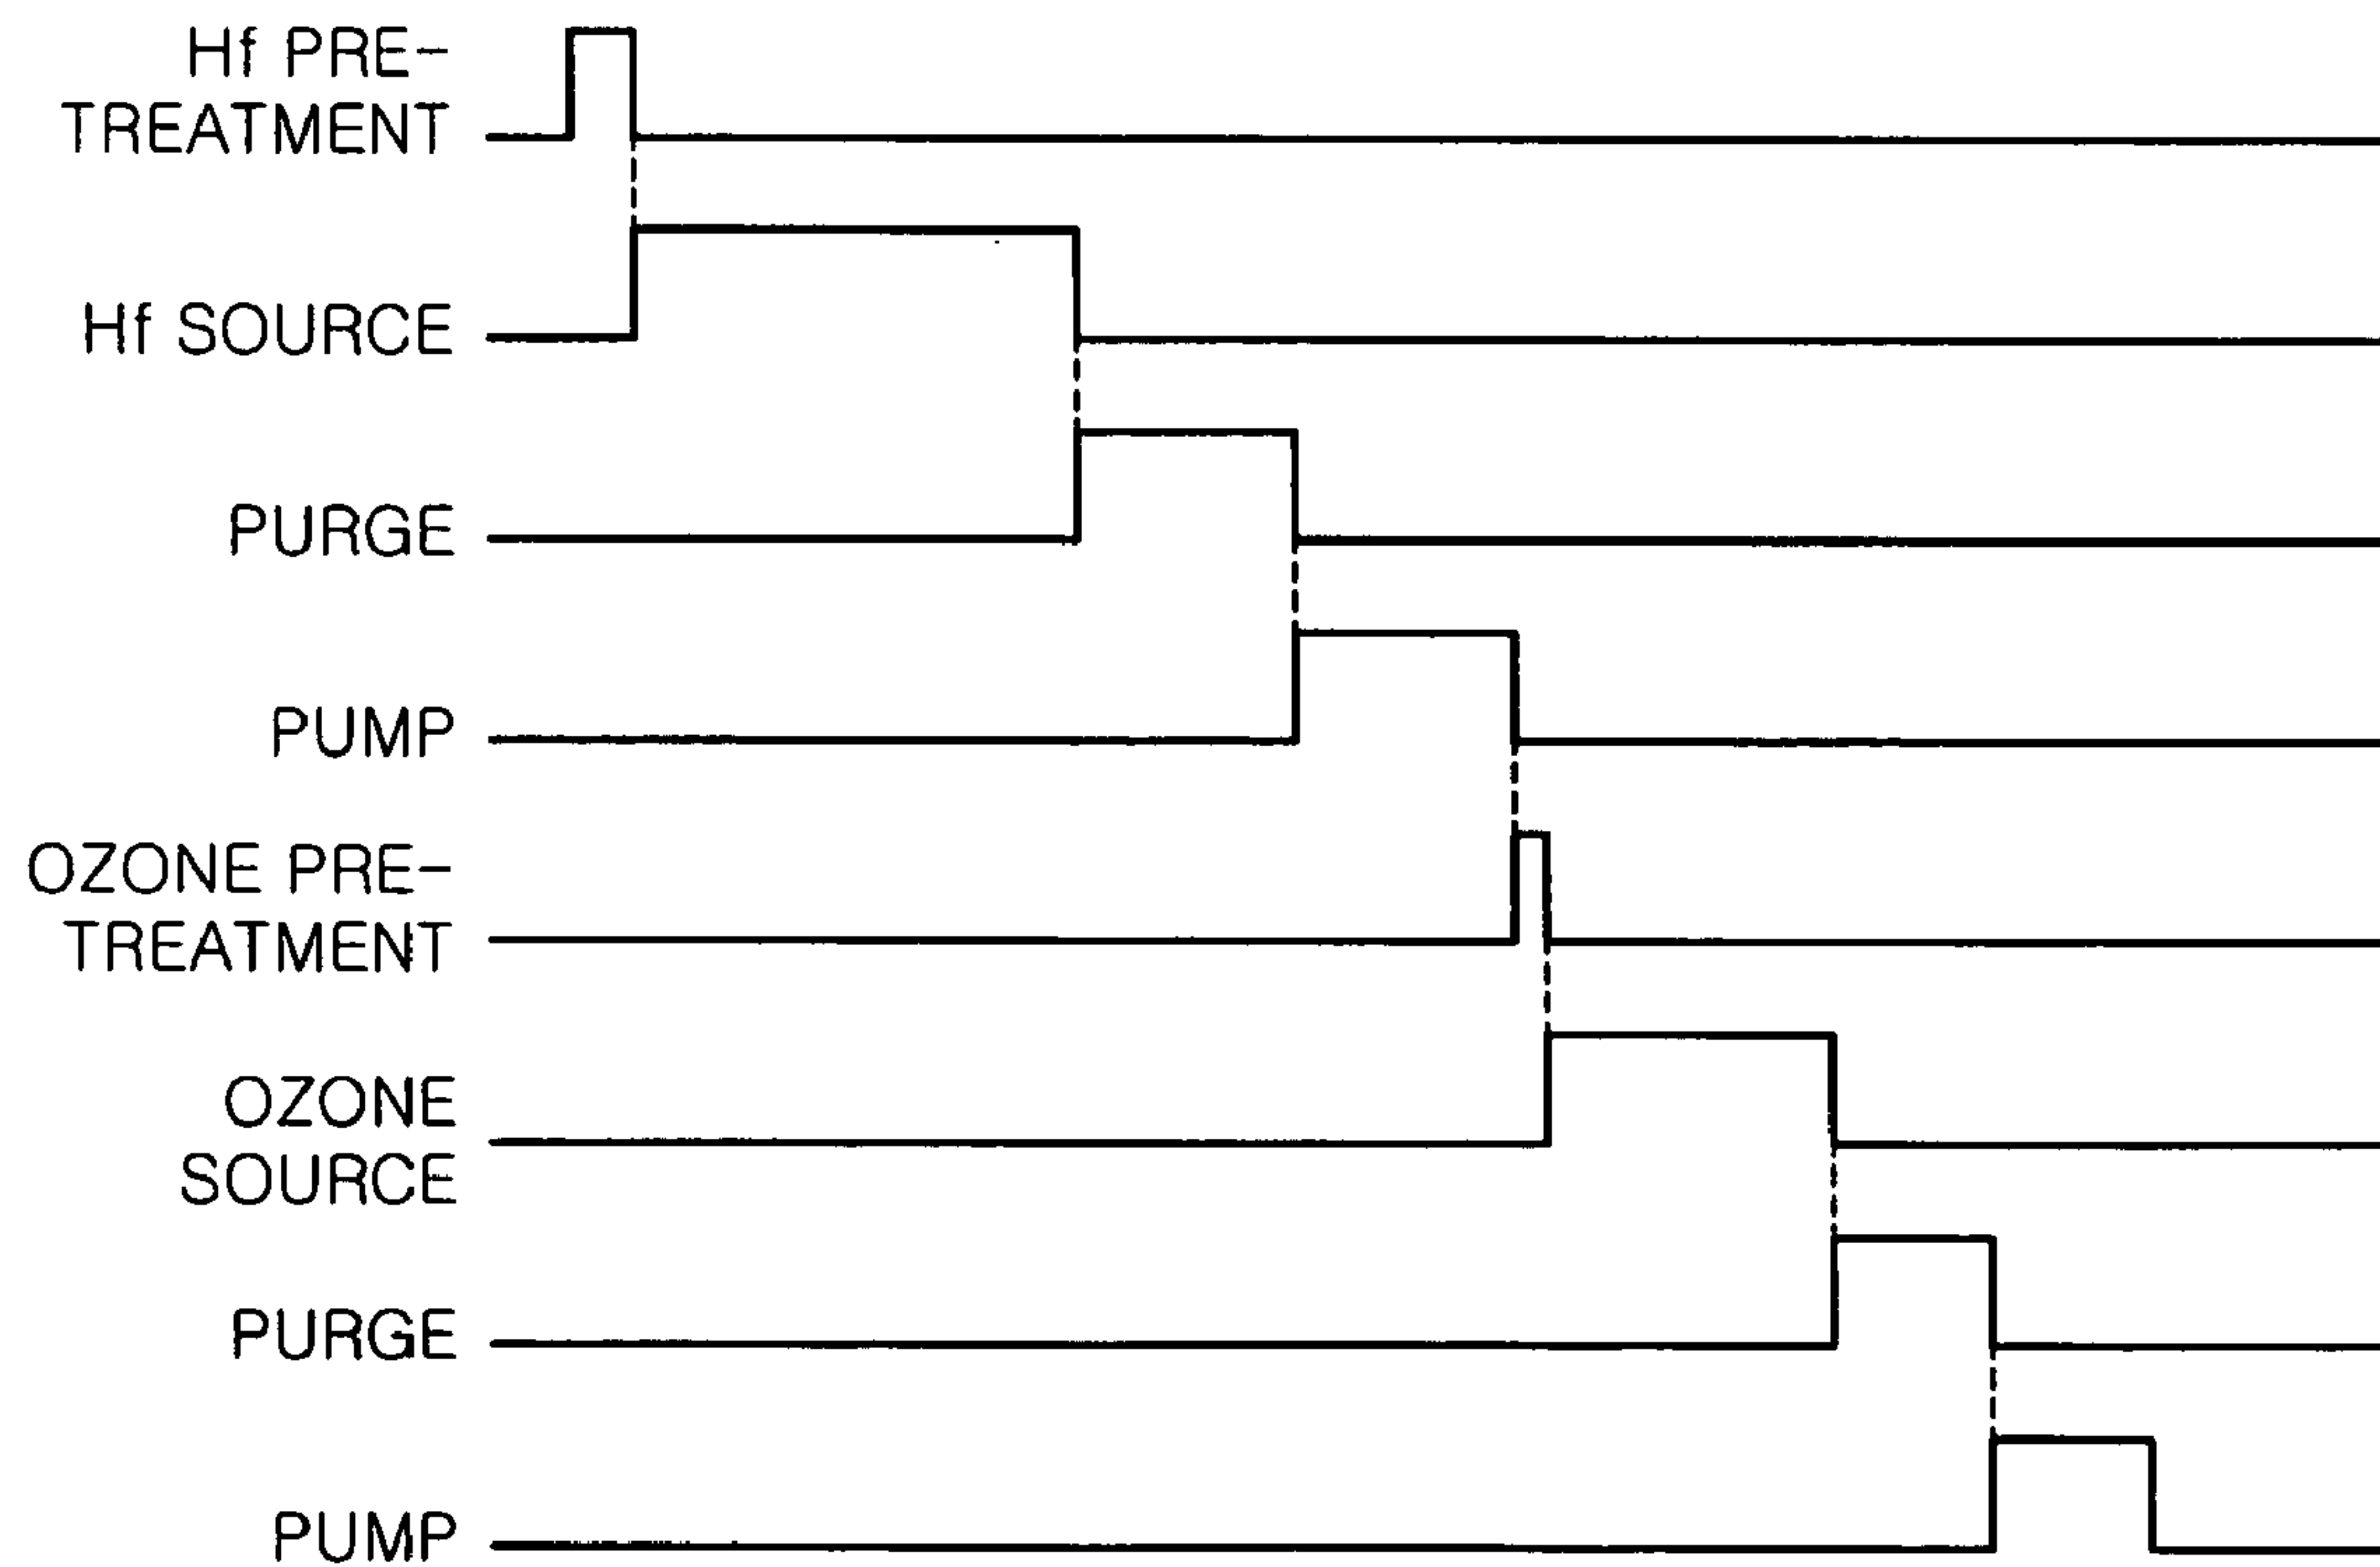 Hf PRE-
TREATMENT
Hf SOURCE
PURGE
PUMP
OZONE PRE-
TREATMENT
OZONE
SOURCE
PURGE
PUMP